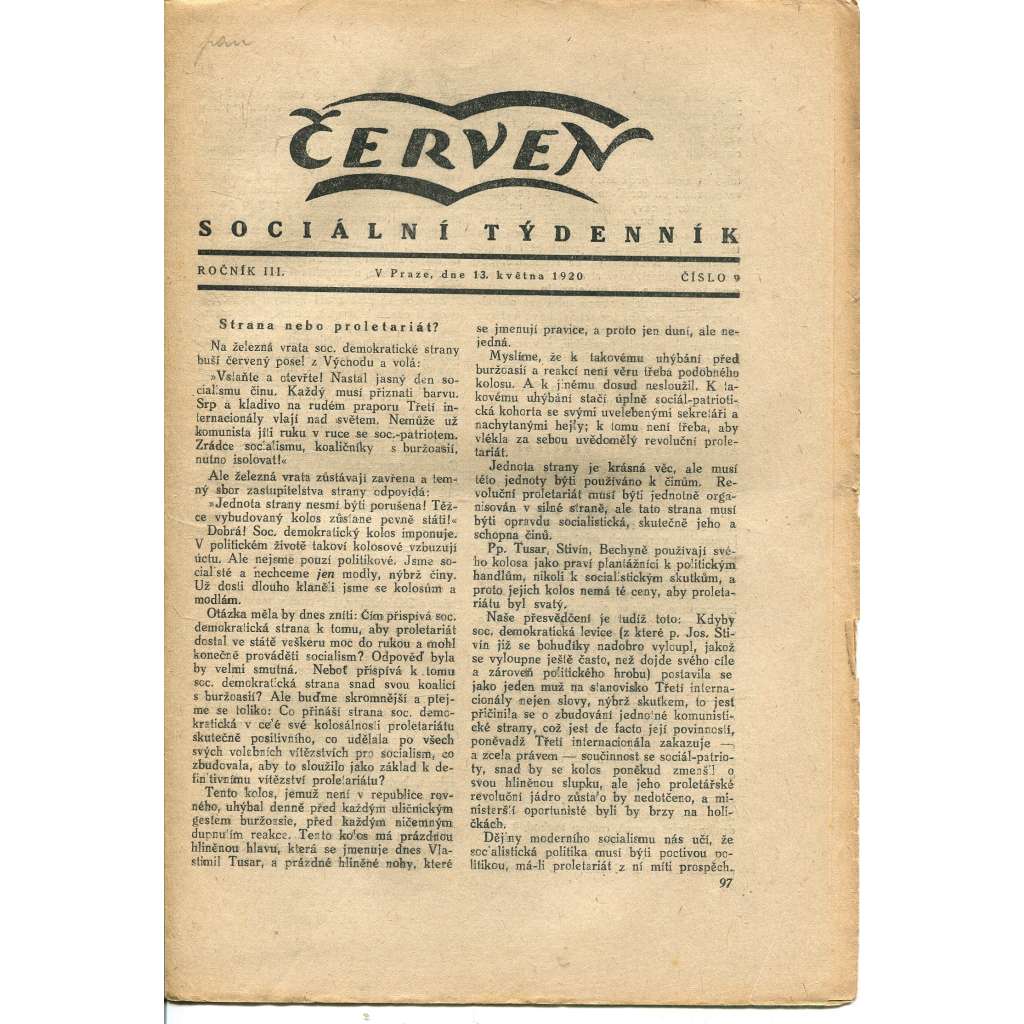 ČERVEN
SOCIÁLNÍ TÝDENNÍK
ROČNÍK III. V Praze, dne 13. května 1920 ČÍSLO 9
Strana nebo proletariát?
Na železná vrata soc. demokratické strany
buší červený posel z Východu a volá:
»Vstaňte a otevřte! Nastal jasný den so-
cialismu činu. Každý musí přiznati barvu.
Srp a kladivo na rudém praporu Třetí in-
ternacionály vlají nad světem. Nemůže už
komunista jíti ruku v ruce se soc.-patriotem.
Zrádce socialismu, koaličníky s buržoasií,
nutno isolovat!«
Ale železná vrata zůstávají zavřena a tem-
ný sbor zastupitelstva strany odpovídá:
»Jednota strany nesmí býti porušena! Těž-
ce vybudovaný kolos zůstane pevně státi!«
Dobrá! Soc. demokratický kolos imponuje.
V politickém životě takoví kolosové vzbuzují
úctu. Ale nejsme pouzí politikové. Jsme so-
cialisté a nechceme jen modly, nýbrž činy.
Už dosti dlouho klaněli jsme se kolosům a
modlám.
Otázka měla by dnes zníti: Čím přispívá soc.
demokratická strana k tomu, aby proletariát
dostal ve státě veškeru moc do rukou a mohl
konečně prováděti socialism? Odpověď byla
by velmi smutná. Neboť přispívá k tomu
soc. demokratická strana snad svou koalicí
s buržoasií? Ale buďme skromnější a ptej-
me se toliko: Co přináší strana soc. demo-
kratická v celé své kolosálnosti proletariátu
skutečně positivního, co udělala po všech
svých volebních vítězstvích pro socialism, co
zbudovala, aby to sloužilo jako základ k de-
finitivnímu vítězství proletariátu?
Tento kolos, jemuž není v republice rov-
ného, uhýbal denně před každým uličnickým
gestem buržoasie, před každým ničemným
dupnutím reakce. Tento kolos má prázdnou
hliněnou hlavu, která se jmenuje dnes Vla-
stimil Tusar, a prázdné hliněné nohy, které
se jmenují pravice, a proto jen duní, ale ne-
jedná.
Myslíme, že k takovému uhýbání před
buržoasií a reakcí není věru třeba podobného
kolosu. A k jinému dosud nesloužil. K ta-
kovému uhýbání stačí úplně sociál-patrioti-
cká kohorta se svými uvelebenými sekretáři a
nachytanými hejly; k tomu není třeba, aby
vlékla za sebou uvědomělý revoluční prole-
tariát.
Jednota strany je krásná věc, ale musí
této jednoty býti používáno k činům. Re-
voluční proletariát musí býti jednotně orga-
nisován v silné straně, ale tato strana musí
býti opravdu socialistická, skutečně jeho a
schopna činů.
Pp. Tusar, Stivín, Bechyně používají své-
ho kolosa jako praví plantážníci k politickým
handlům, nikoli k socialistickým skutkům, a
proto jejich kolos nemá té ceny, aby proleta-
riátu byl svatý.
Naše přesvědčení je tudíž toto: Kdyby
soc. demokratická levice (z které p. Jos. Sti-
vín již se bohudíky nadobro vyloupl, jakož
se vyloupne ještě často, než dojde svého cíle
a zároveň politického hrobu) postavila se
jako jeden muž na stanovisko Třetí interna-
cionály nejen slovy, nýbrž skutkem, to jest
přičinila se o zbudování jednotné komunisti-
cké strany, což jest de facto její povinností,
poněvadž Třetí internacionála zakazuje —
a zcela právem — součinnost se sociál-patrio-
ty, snad by se kolos poněkud zmenšil o
svou hliněnou slupku, ale jeho proletářské
revoluční jádro zůstalo by nedotčeno, a mi-
nisterští oportunisté byli by brzy na holi-
čkách.
Dějiny moderního socialismu nás učí, že
socialistická politika musí býti poctivou po-
litikou, má-li proletariát z ní míti prospěch.
97